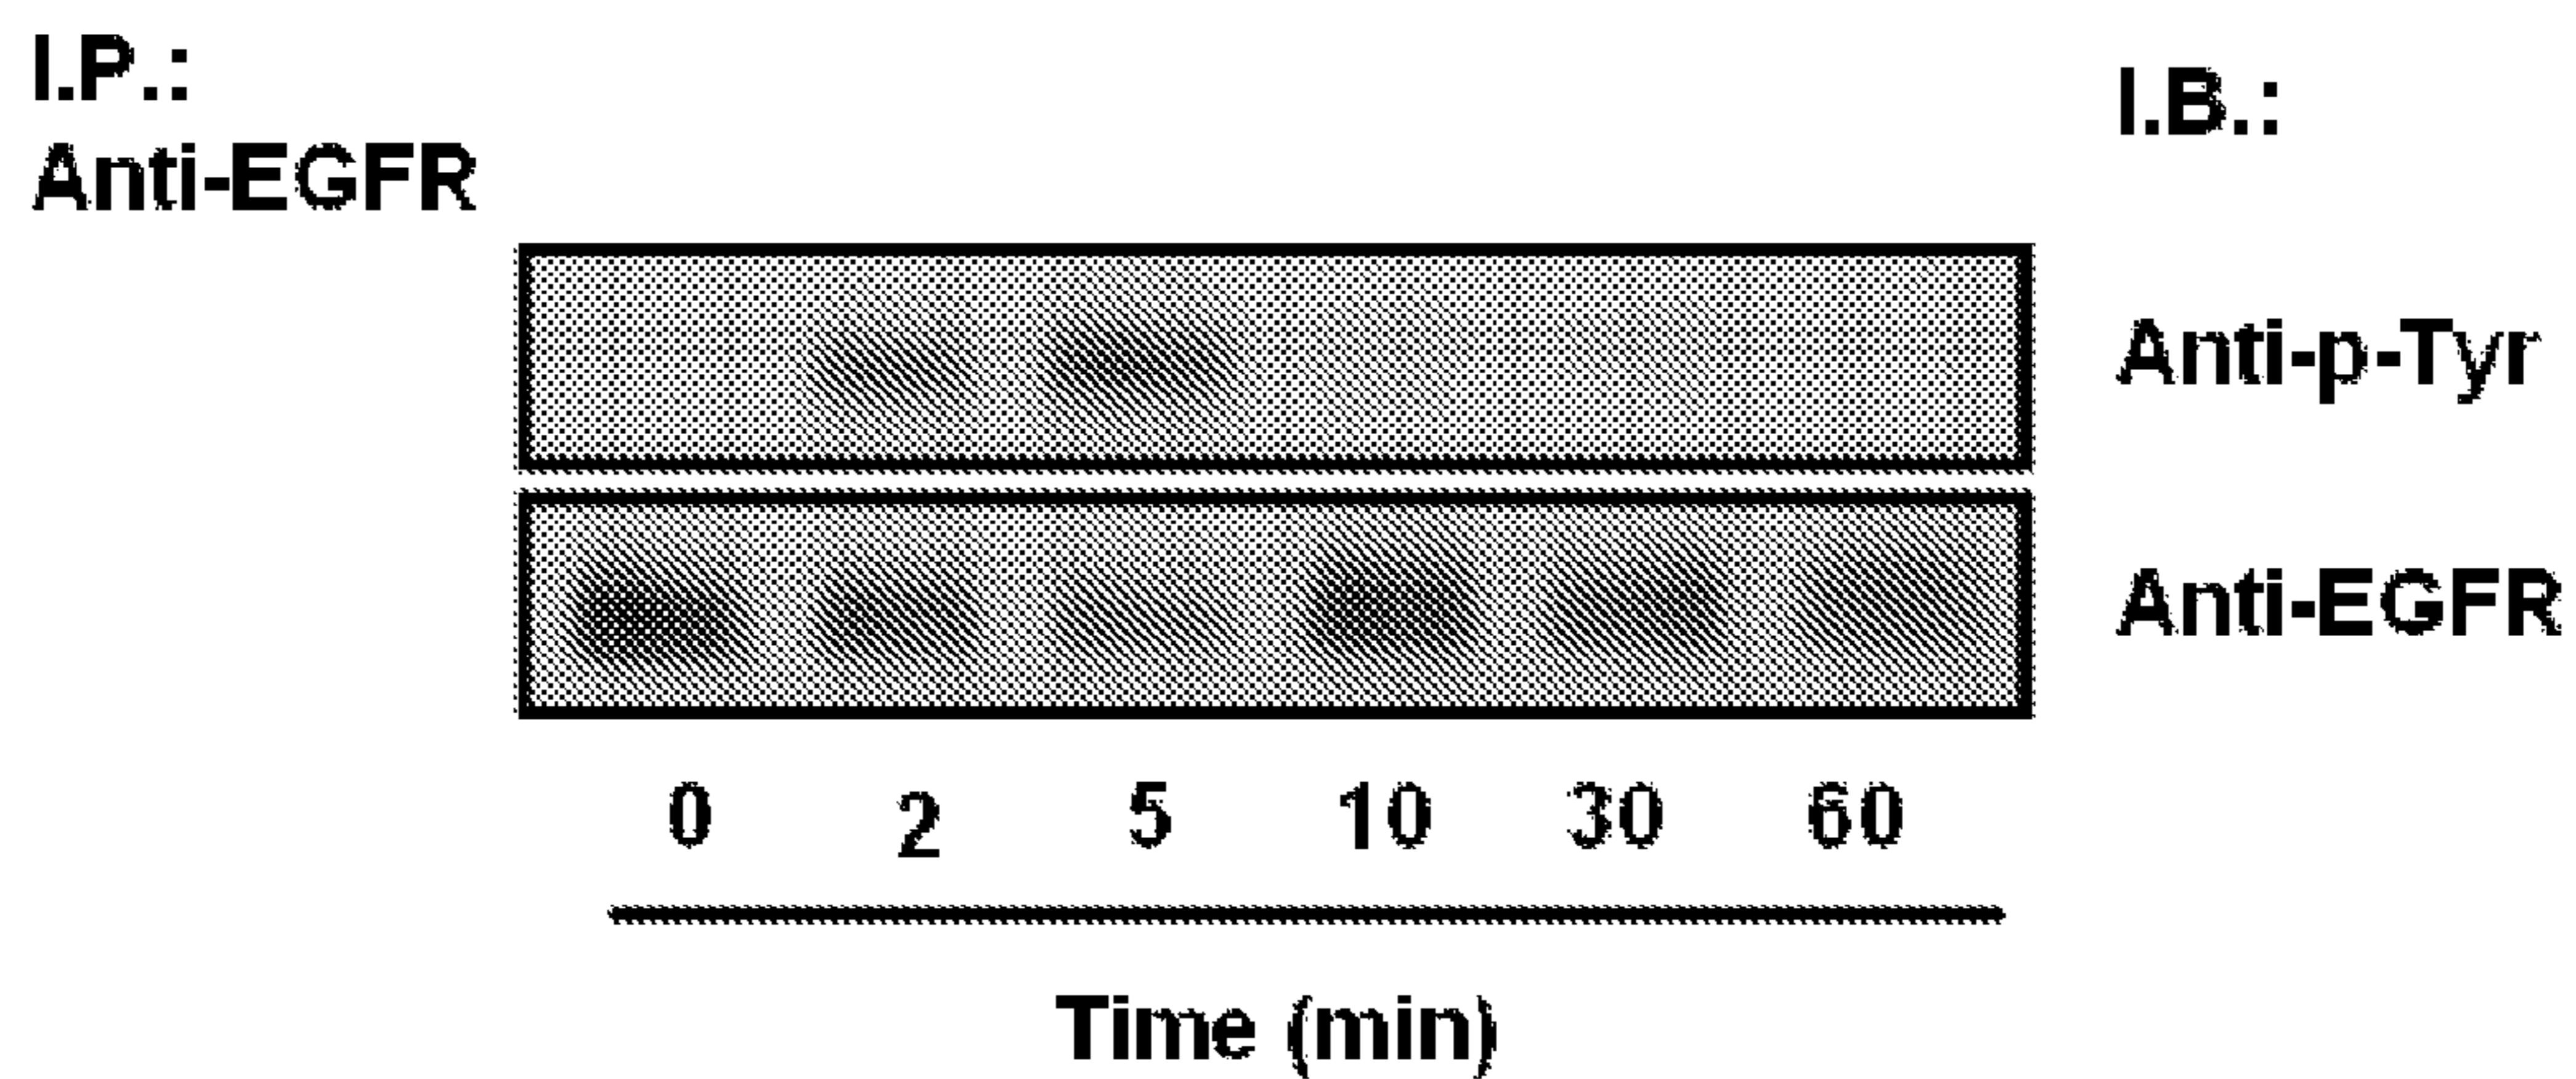 I.P.:
Anti-EGFR
I.B.:
Anti-p-Tyr
Anti-EGFR
0 2 5 10 30 60
Time (min)